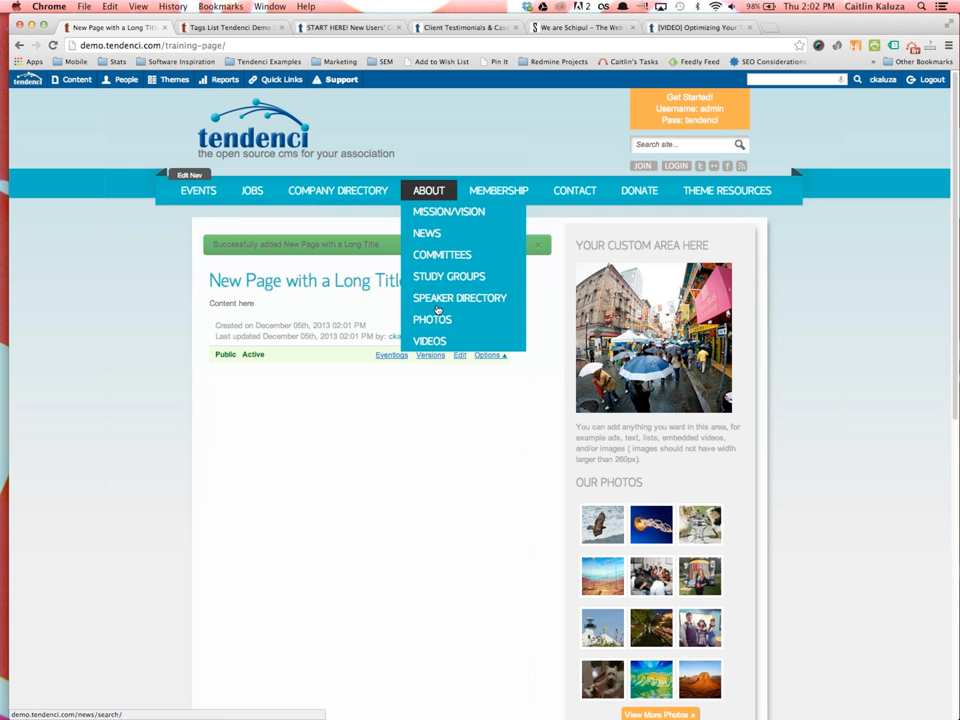 Chrome File Edit View History Bookmarks Window Help 98% Thu 2:02 PM Caitlin Kaluza
New Page with a Long Titl Tags List Tendenci Demo START HERE! New Users' C Client Testimonials & Cas We are Schipul – The Web [VIDEO] Optimizing Your T
demo.tendenci.com/training-page/
Apps Mobile Stats Software Inspiration Tendenci Examples Marketing SEM Add to Wish List Pin It Redmine Projects Caitlin's Tasks Feedly Feed SEO Considerations » Other Bookmarks
tendenci Content People Themes Reports Quick Links Support ckaluza Logout
Get Started!
Username: admin
Pass: tendenci
tendenci
the open source cms for your association
Search site...
JOIN LOGIN
Edit Nav
EVENTS JOBS COMPANY DIRECTORY ABOUT MEMBERSHIP CONTACT DONATE THEME RESOURCES
MISSION/VISION
NEWS
COMMITTEES
STUDY GROUPS
SPEAKER DIRECTORY
PHOTOS
VIDEOS
Successfully added New Page with a Long Title ×
New Page with a Long Titl
Content here
Created on December 05th, 2013 02:01 PM
Last updated December 05th, 2013 02:01 PM by: cka
Public Active Eventlogs Versions Edit Options ▲
YOUR CUSTOM AREA HERE
You can add anything you want in this area, for
example ads, text, lists, embedded videos,
and/or images ( images should not have width
larger than 260px).
OUR PHOTOS
View More Photos »
demo.tendenci.com/news/search/